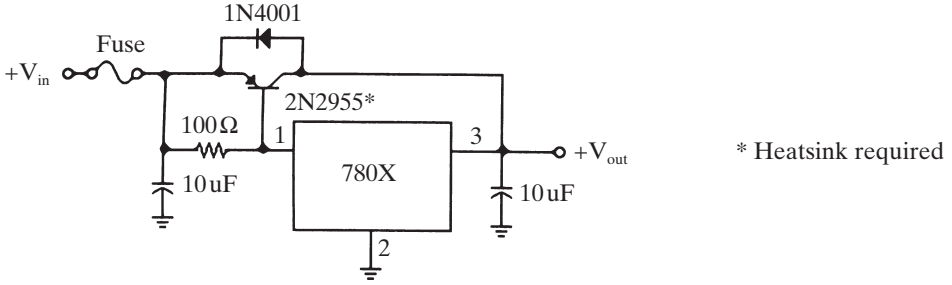 1N4001
Fuse
+Vin
2N2955*
100Ω
1
3
780X
+Vout
* Heatsink required
10uF
10uF
2